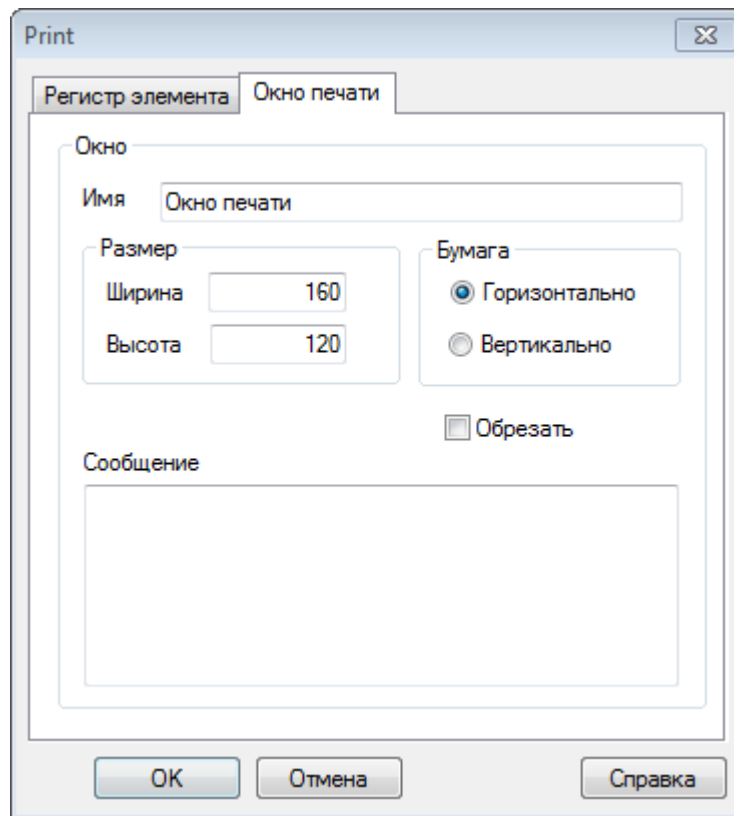 Print
Регистр элемента
Окно печати
Окно
Имя
Окно печати
Размер
Бумага
Ширина
160
Горизонтально
Высота
120
Вертикально
Обрезать
Сообщение
OK
Отмена
Справка